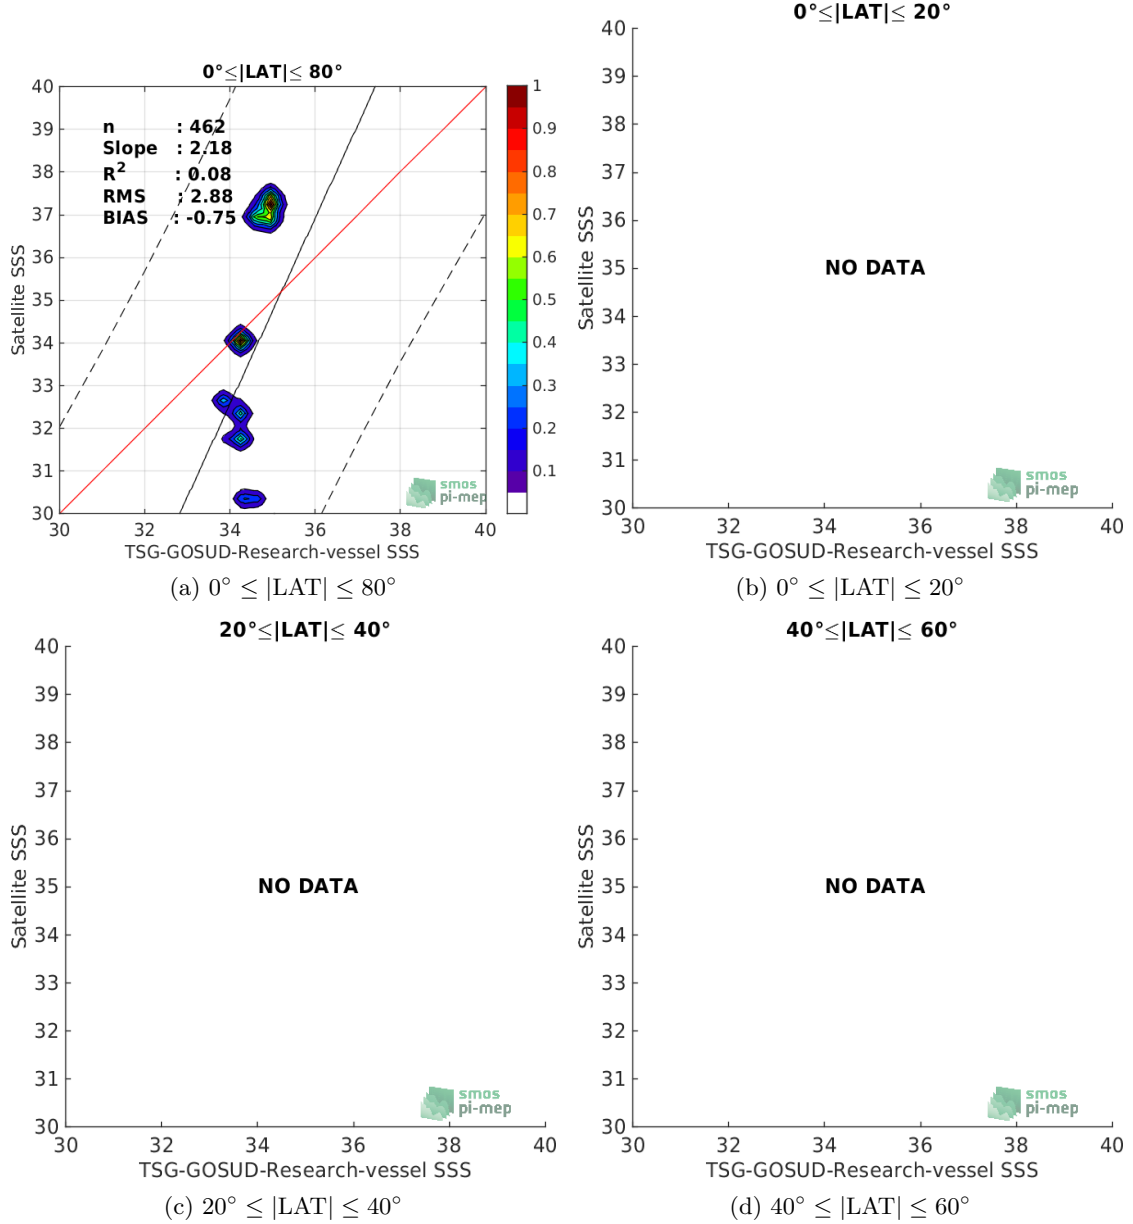 0°≤|LAT|≤ 80°
40
39
38
37
36
35
34
33
32
31
30
Satellite SSS
n : 462
Slope : 2.18
R² : 0.08
RMS : 2.88
BIAS : -0.75
smos
pi-mep
30 32 34 36 38 40
TSG-GOSUD-Research-vessel SSS
1
0.9
0.8
0.7
0.6
0.5
0.4
0.3
0.2
0.1
(a) 0° ≤ |LAT| ≤ 80°
0°≤|LAT|≤ 20°
40
39
38
37
36
35
34
33
32
31
30
Satellite SSS
NO DATA
smos
pi-mep
30 32 34 36 38 40
TSG-GOSUD-Research-vessel SSS
(b) 0° ≤ |LAT| ≤ 20°
20°≤|LAT|≤ 40°
40
39
38
37
36
35
34
33
32
31
30
Satellite SSS
NO DATA
smos
pi-mep
30 32 34 36 38 40
TSG-GOSUD-Research-vessel SSS
(c) 20° ≤ |LAT| ≤ 40°
40°≤|LAT|≤ 60°
40
39
38
37
36
35
34
33
32
31
30
Satellite SSS
NO DATA
smos
pi-mep
30 32 34 36 38 40
TSG-GOSUD-Research-vessel SSS
(d) 40° ≤ |LAT| ≤ 60°